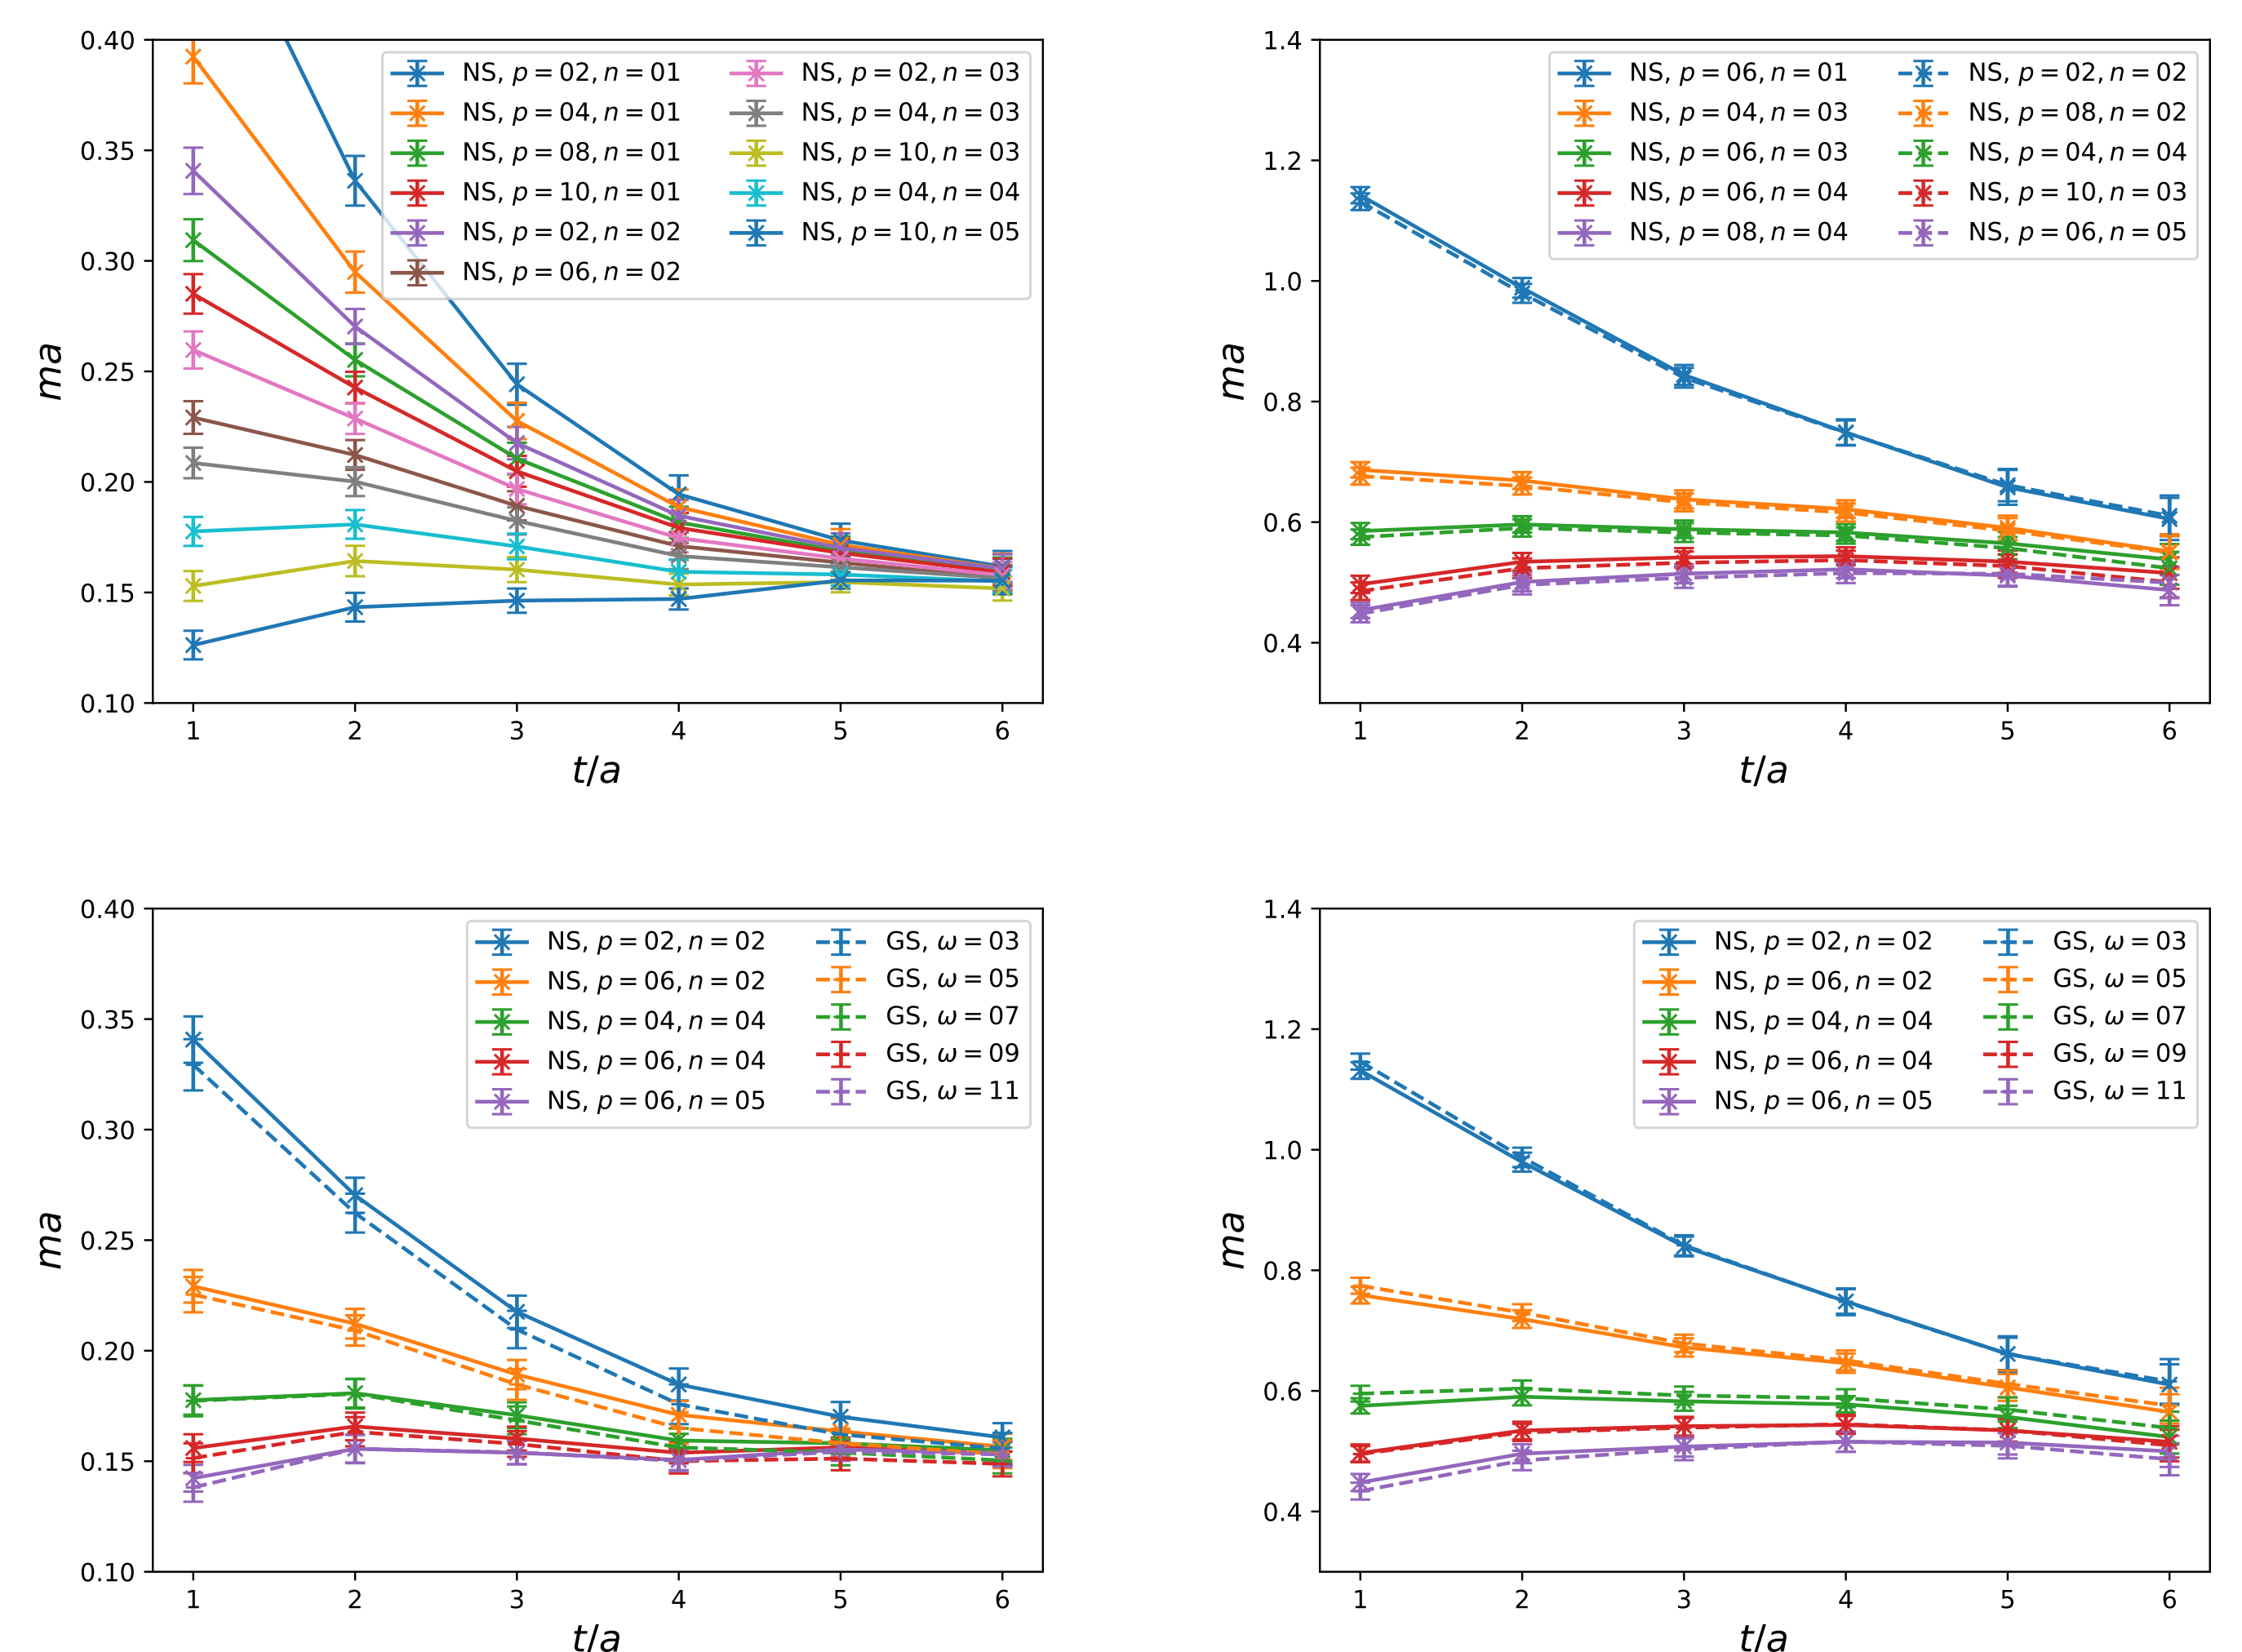 0.40
0.35
0.30
0.25
0.20
0.15
0.10
ma
1 2 3 4 5 6
t/a
NS, p = 02, n = 01
NS, p = 04, n = 01
NS, p = 08, n = 01
NS, p = 10, n = 01
NS, p = 02, n = 02
NS, p = 06, n = 02
NS, p = 02, n = 03
NS, p = 04, n = 03
NS, p = 10, n = 03
NS, p = 04, n = 04
NS, p = 10, n = 05
1.4
1.2
1.0
0.8
0.6
0.4
ma
1 2 3 4 5 6
t/a
NS, p = 06, n = 01
NS, p = 04, n = 03
NS, p = 06, n = 03
NS, p = 06, n = 04
NS, p = 08, n = 04
NS, p = 02, n = 02
NS, p = 08, n = 02
NS, p = 04, n = 04
NS, p = 10, n = 03
NS, p = 06, n = 05
0.40
0.35
0.30
0.25
0.20
0.15
0.10
ma
1 2 3 4 5 6
t/a
NS, p = 02, n = 02
NS, p = 06, n = 02
NS, p = 04, n = 04
NS, p = 06, n = 04
NS, p = 06, n = 05
GS, ω = 03
GS, ω = 05
GS, ω = 07
GS, ω = 09
GS, ω = 11
1.4
1.2
1.0
0.8
0.6
0.4
ma
1 2 3 4 5 6
t/a
NS, p = 02, n = 02
NS, p = 06, n = 02
NS, p = 04, n = 04
NS, p = 06, n = 04
NS, p = 06, n = 05
GS, ω = 03
GS, ω = 05
GS, ω = 07
GS, ω = 09
GS, ω = 11